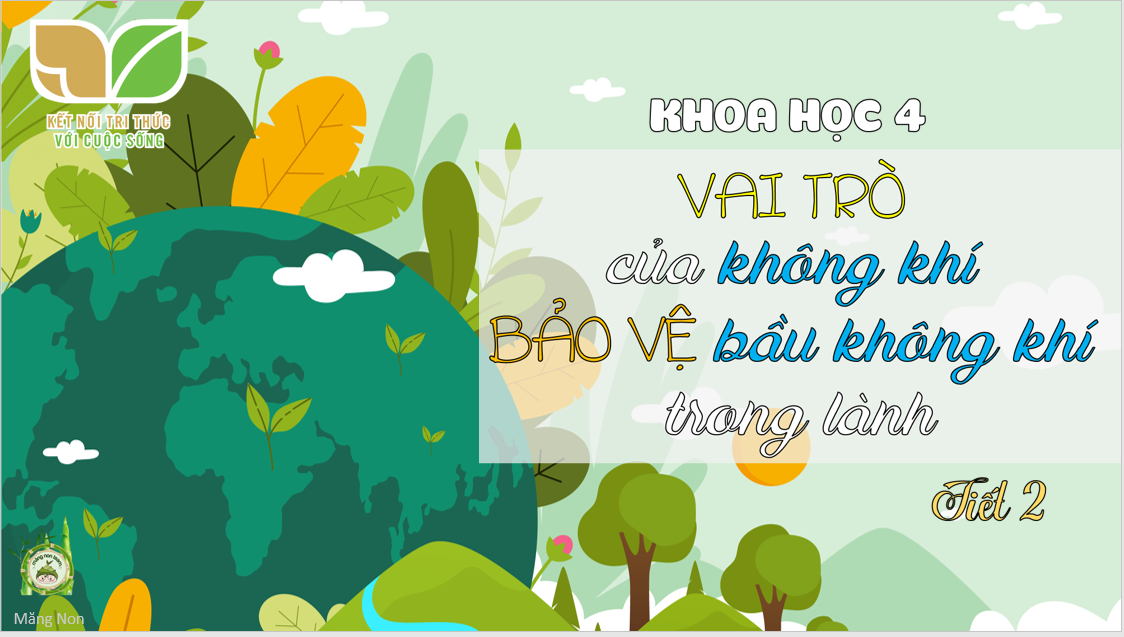 KẾT NỐI TRI THỨC
VỚI CUỘC SỐNG
KHOA HỌC 4
VAI TRÒ
của không khí
BẢO VỆ bầu không khí
trong lành
Tiết 2
Măng Non